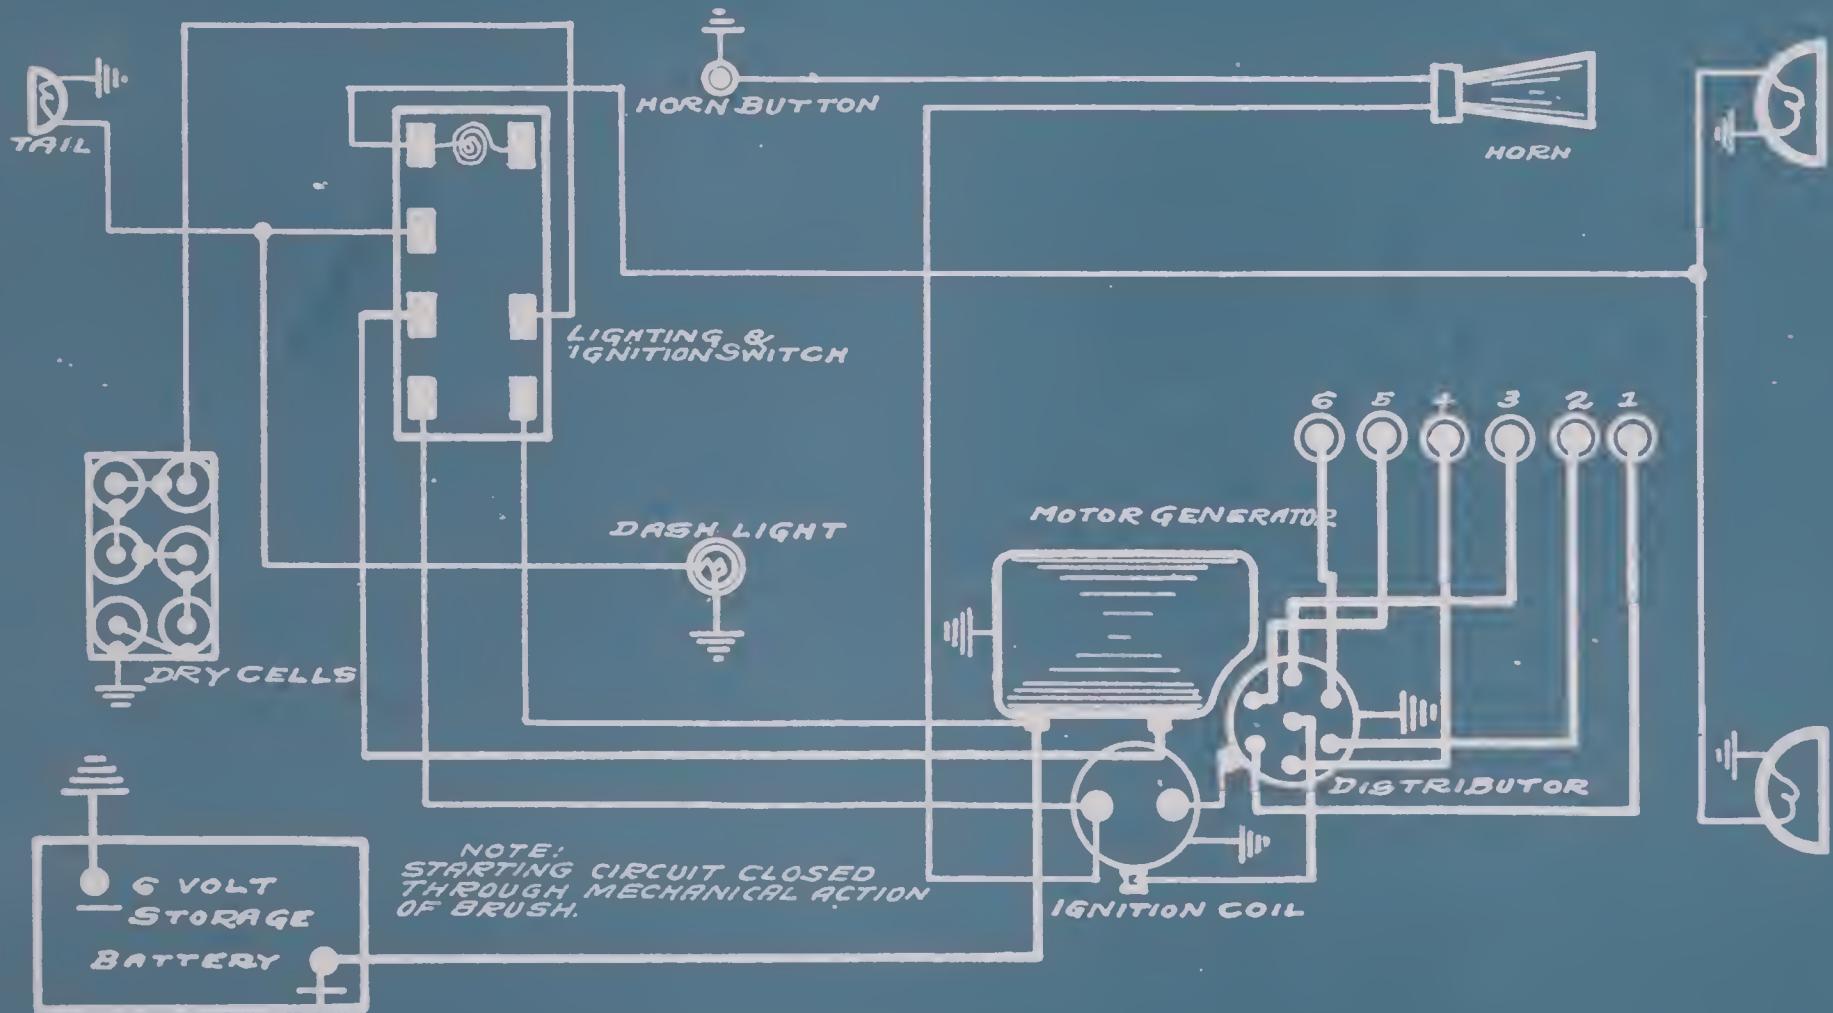 TAIL
HORN BUTTON
HORN
LIGHTING &
IGNITION SWITCH
6 5 4 3 2 1
DASH LIGHT
MOTOR GENERATOR
DRY CELLS
DISTRIBUTOR
NOTE:
STARTING CIRCUIT CLOSED
THROUGH MECHANICAL ACTION
OF BRUSH.
IGNITION COIL
6 VOLT
STORAGE
BATTERY